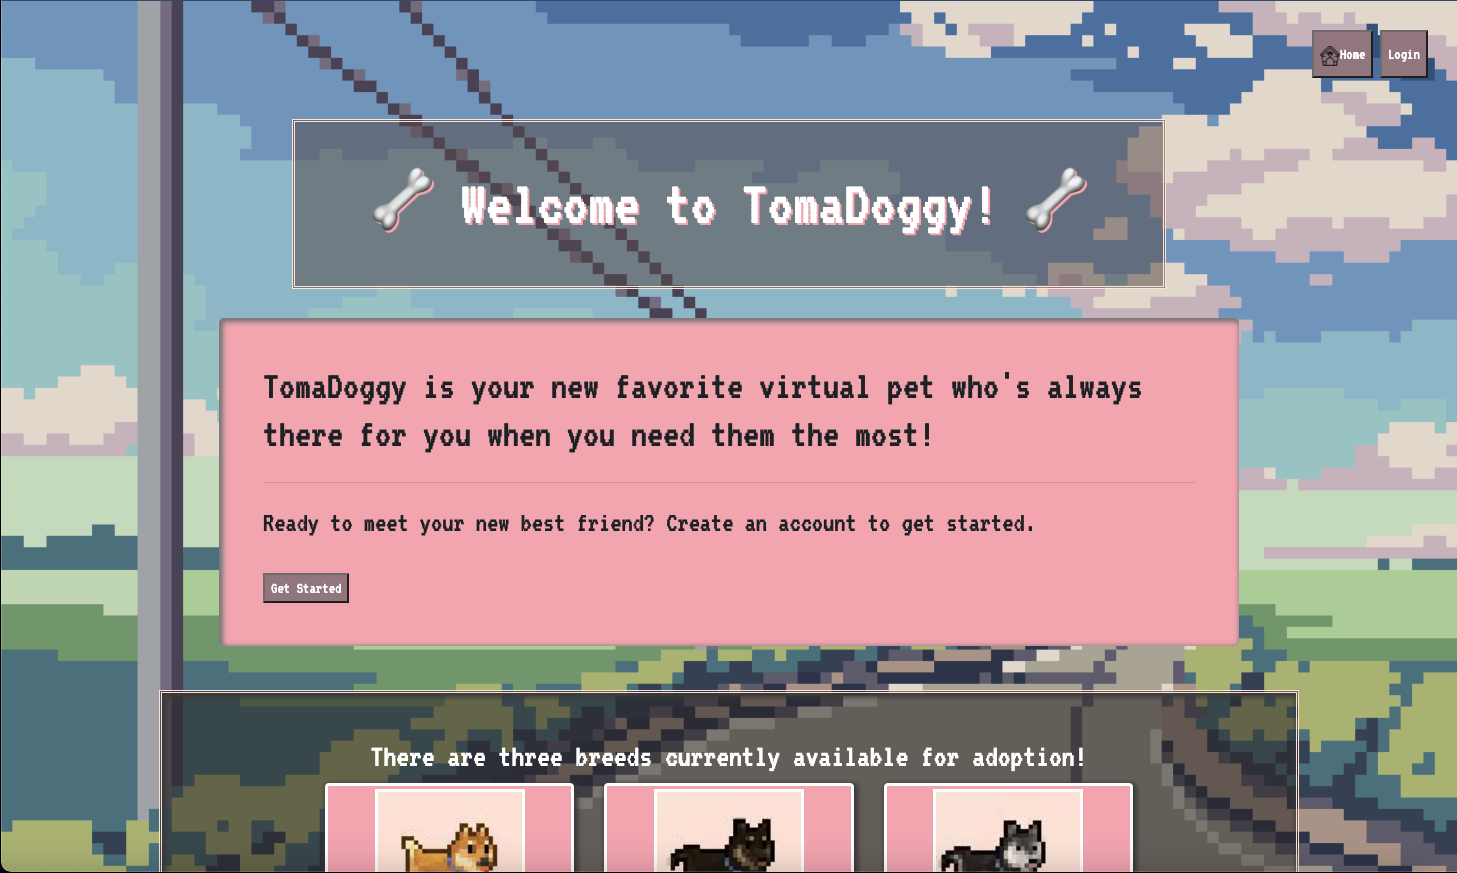 Home Login
Welcome to TomaDoggy!
TomaDoggy is your new favorite virtual pet who's always
there for you when you need them the most!
Ready to meet your new best friend? Create an account to get started.
Get Started
There are three breeds currently available for adoption!